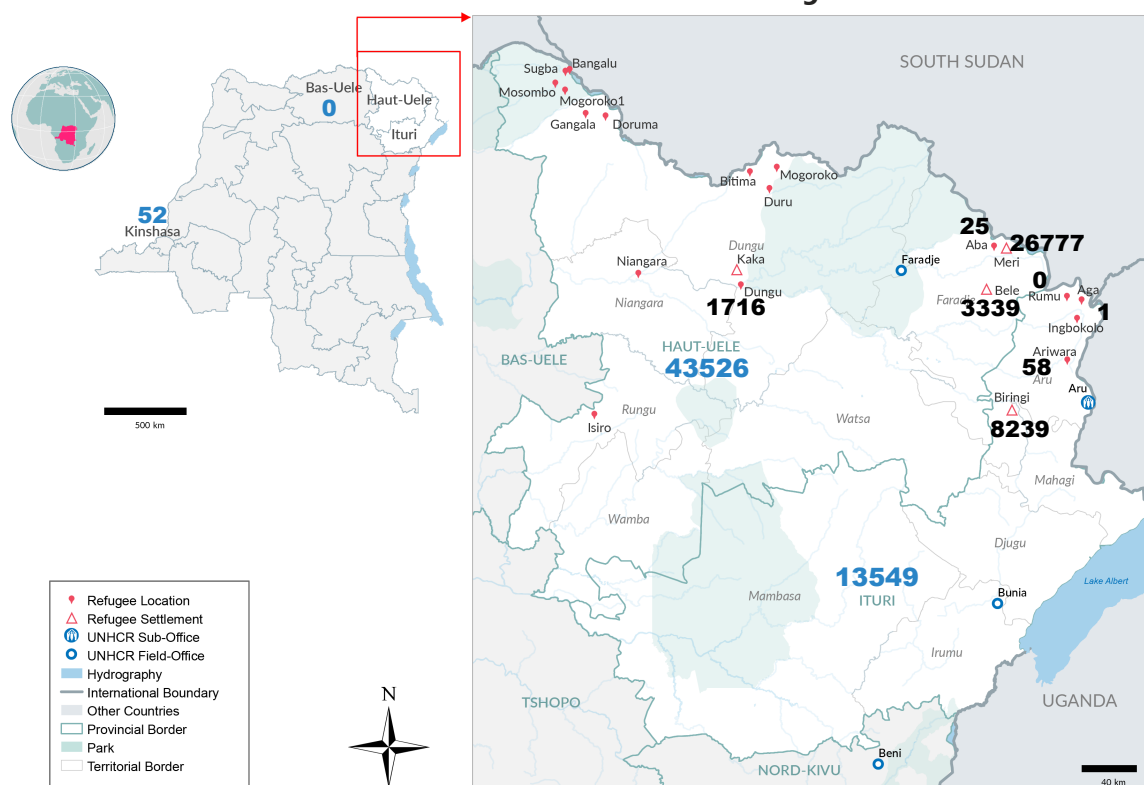 SOUTH SUDAN
Bangalu
Sugba
Mosombo
Mogoroko1
Gangala
Doruma
Bas-Uele
0
Haut-Uele
Ituri
52
Kinshasa
500 km
Bitima
Mogoroko
Duru
25
Aba
26777
Meri
Dungu
Kaka
Niangara
Faradje
Dungu
0
Bele
Rumu
Aga
Niangara
Faradje
1716
3339
1
Ingbokolo
HAUT-UELE
43526
BAS-UELE
Ariwara
58
Aru
Aru
Biringi
8239
Rungu
Isiro
Watsa
Mahagi
Wamba
Djugu
13549
ITURI
Lake Albert
Mambasa
Bunia
Irumu
UGANDA
TSHOPO
Beni
NORD-KIVU
40 km
Refugee Location
Refugee Settlement
UNHCR Sub-Office
UNHCR Field-Office
Hydrography
International Boundary
Other Countries
Provincial Border
Park
Territorial Border
N